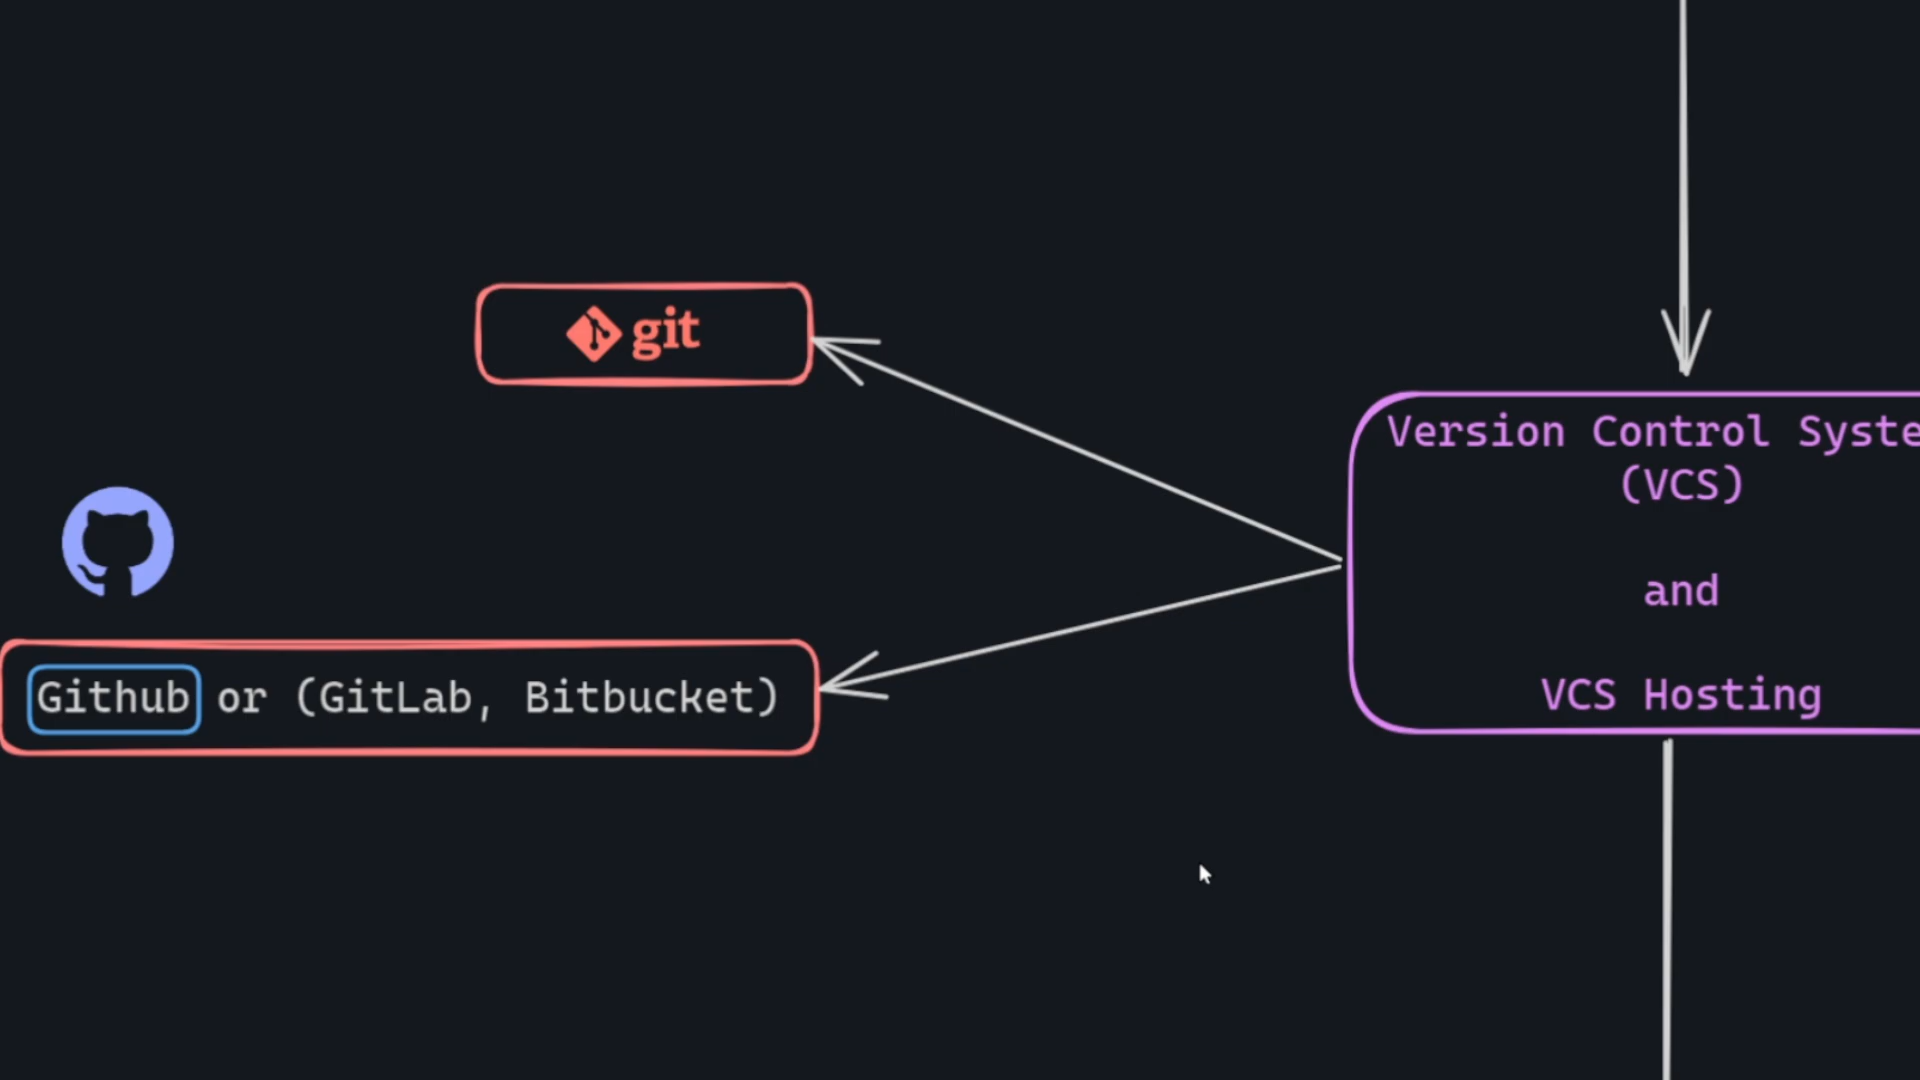 git
Version Control Syste
(VCS)
and
VCS Hosting
Github or (GitLab, Bitbucket)